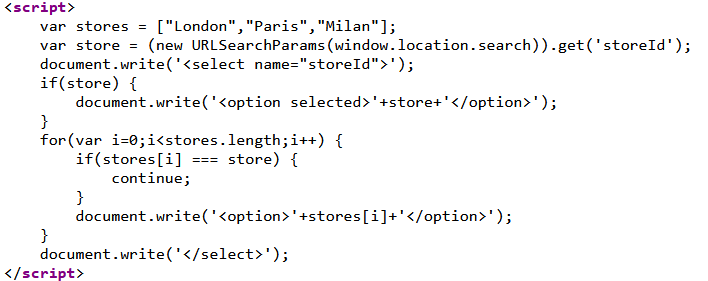 <script>
var stores = ["London","Paris","Milan"];
var store = (new URLSearchParams(window.location.search)).get('storeId');
document.write('<select name="storeId">');
if(store) {
document.write('<option selected>'+store+'</option>');
}
for(var i=0;i<stores.length;i++) {
if(stores[i] === store) {
continue;
}
document.write('<option>'+stores[i]+'</option>');
}
document.write('</select>');
</script>